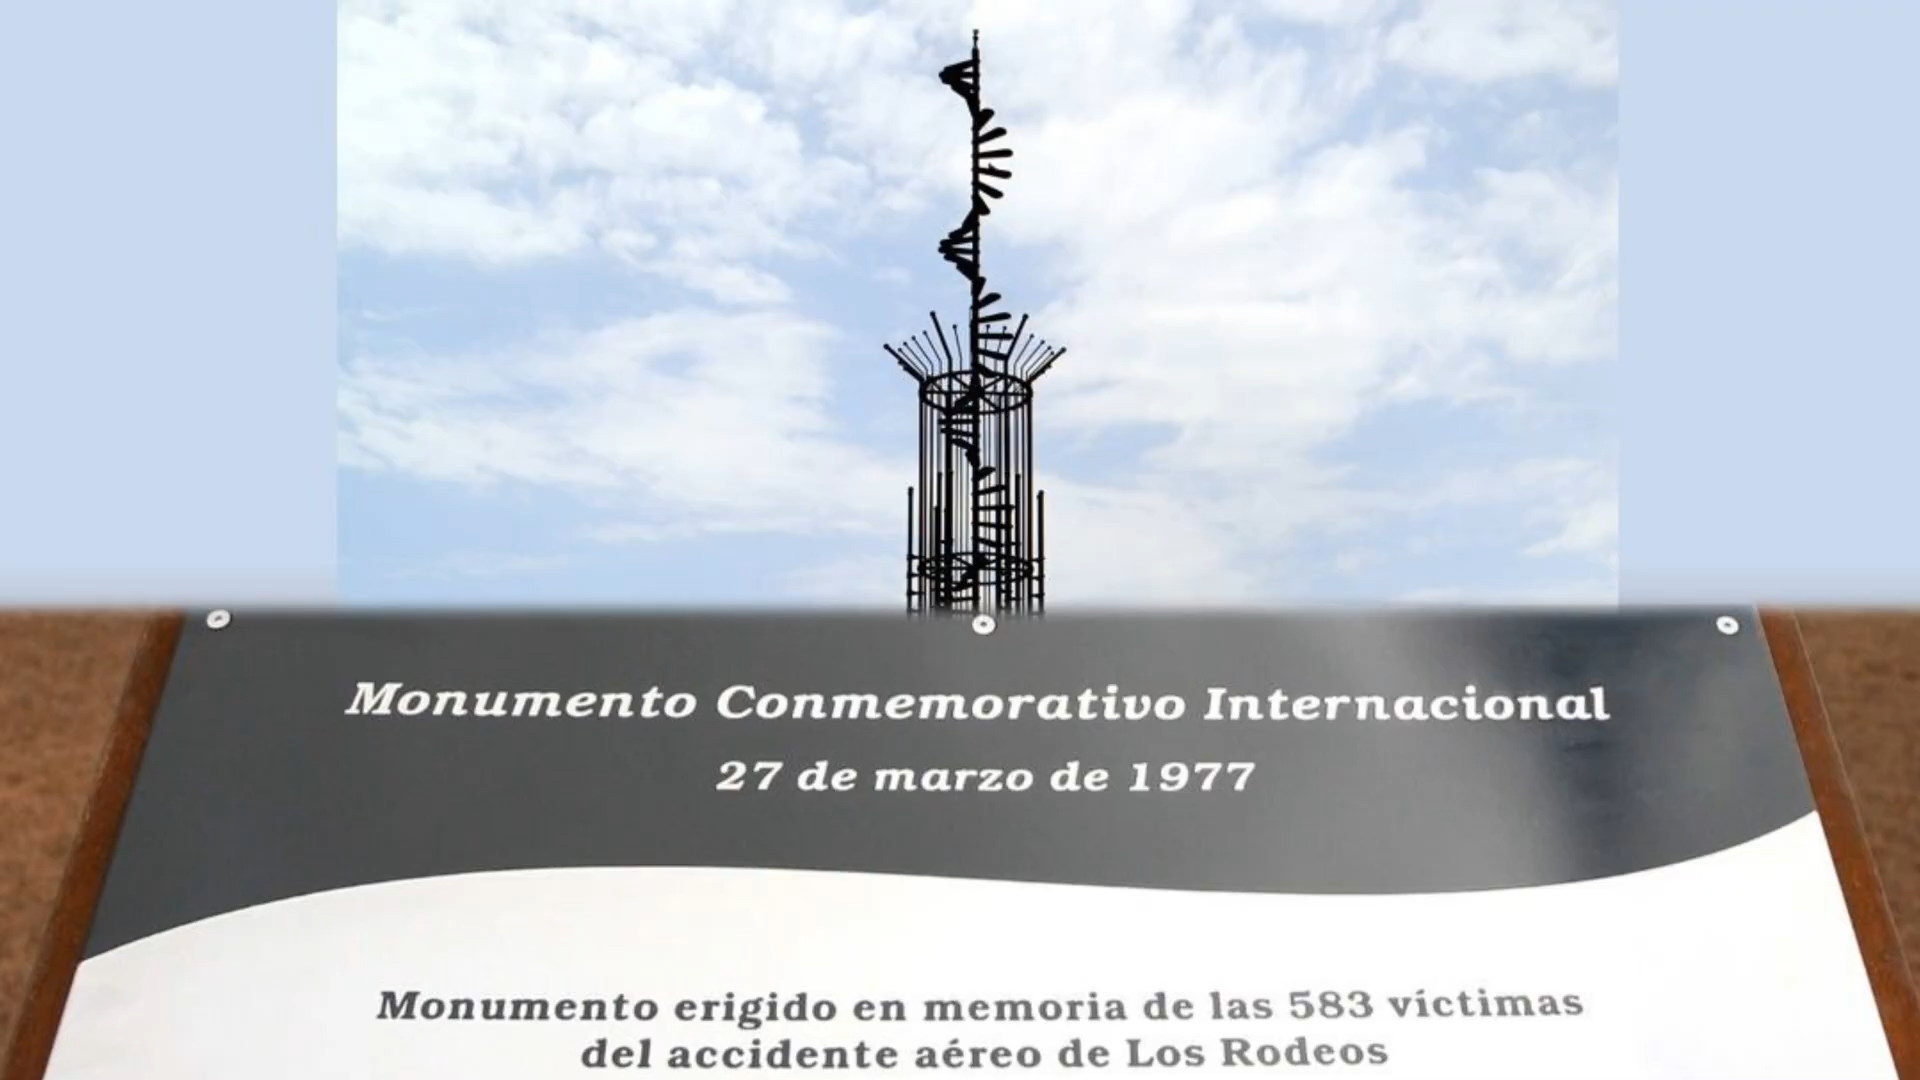 Monumento Conmemorativo Internacional
27 de marzo de 1977
Monumento erigido en memoria de las 583 víctimas
del accidente aéreo de Los Rodeos